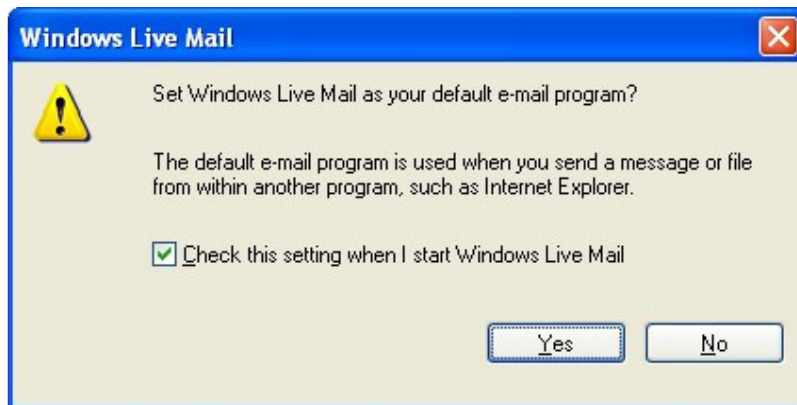 Windows Live Mail
Set Windows Live Mail as your default e-mail program?
The default e-mail program is used when you send a message or file
from within another program, such as Internet Explorer.
Check this setting when I start Windows Live Mail
Yes
No